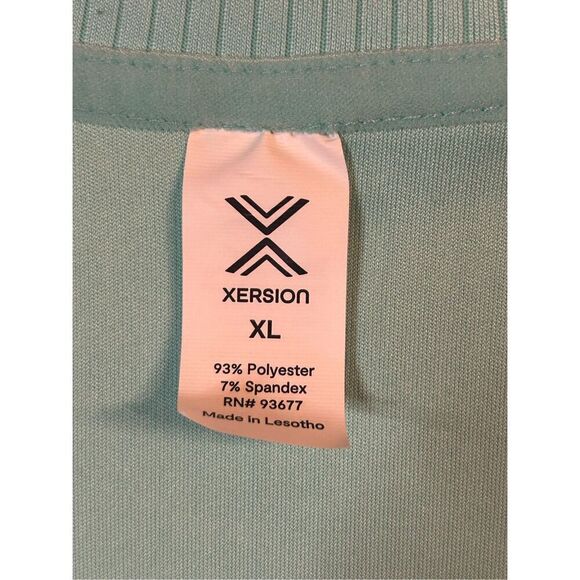 XERSION
XL
93% Polyester
7% Spandex
RN# 93677
Made in Lesotho